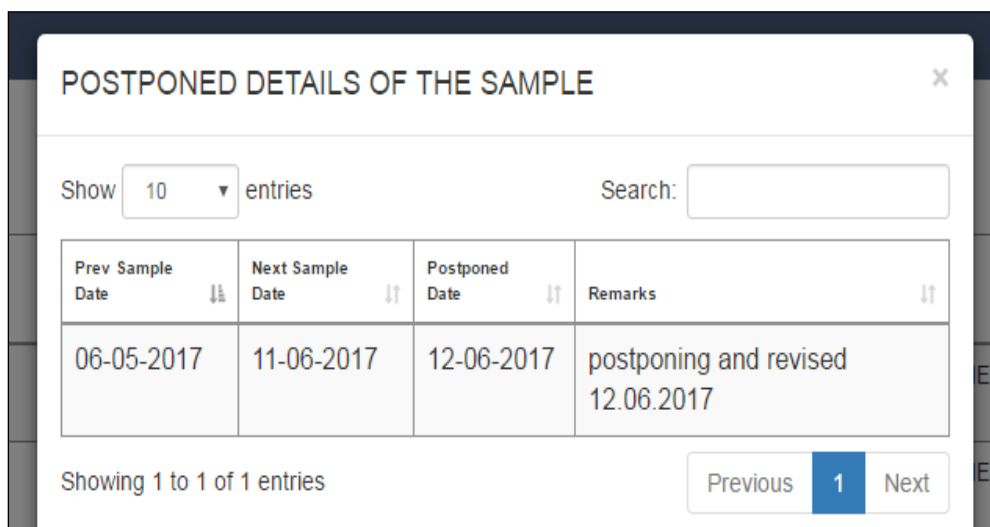 POSTPONED DETAILS OF THE SAMPLE ×
Show 10 entries Search:
Prev Sample Date Next Sample Date Postponed Date Remarks
06-05-2017 11-06-2017 12-06-2017 postponing and revised
12.06.2017
Showing 1 to 1 of 1 entries Previous 1 Next